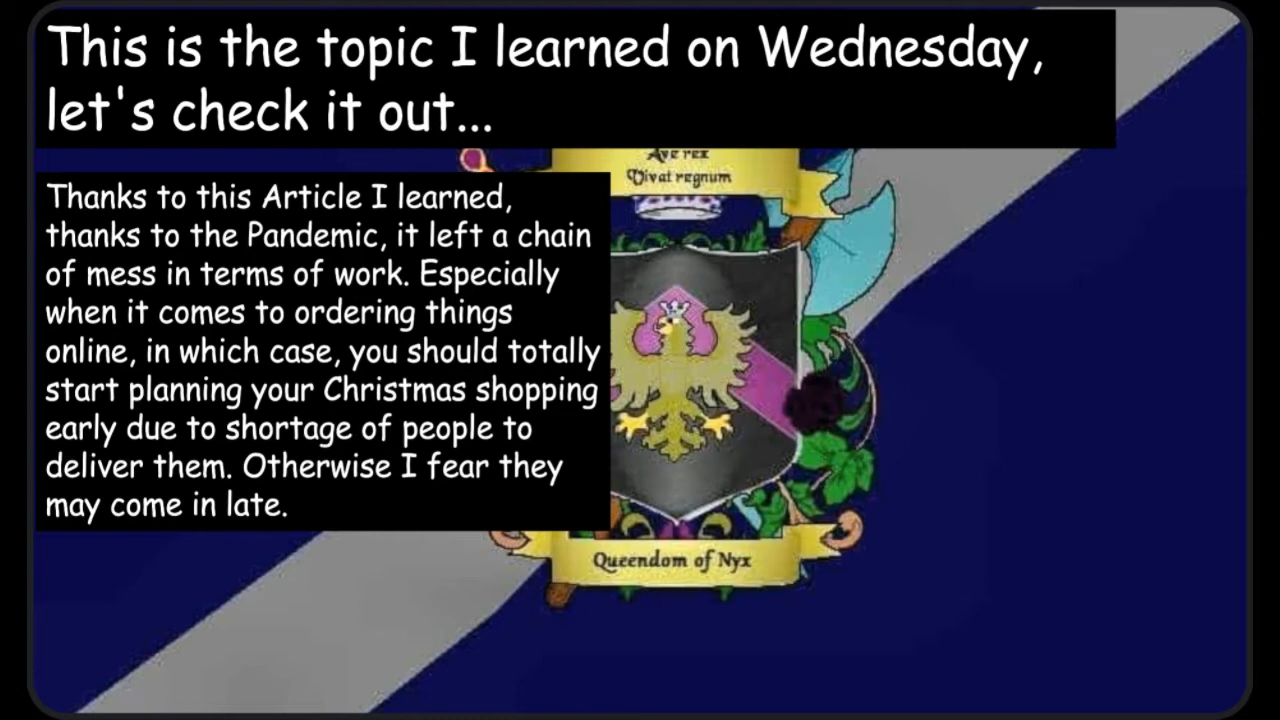 This is the topic I learned on Wednesday,
let's check it out...
Ave rex
Vivat regnum
Thanks to this Article I learned,
thanks to the Pandemic, it left a chain
of mess in terms of work. Especially
when it comes to ordering things
online, in which case, you should totally
start planning your Christmas shopping
early due to shortage of people to
deliver them. Otherwise I fear they
may come in late.
Queendom of Nyx